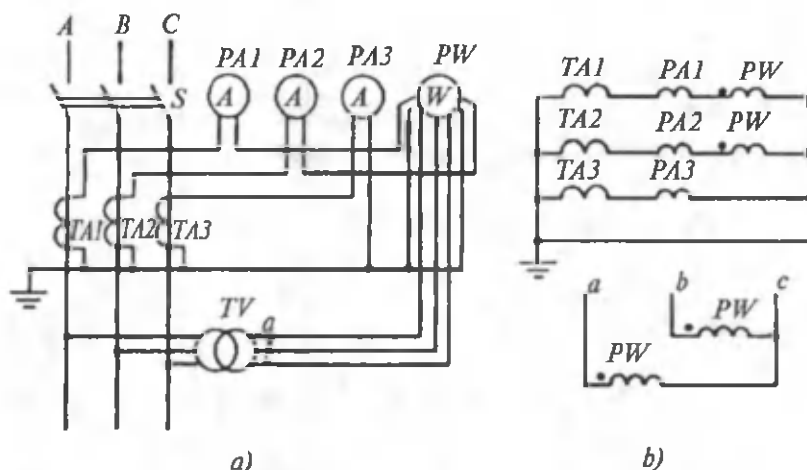 A B C
PA1 PA2 PA3 PW
A A A W
S
TA1 TA2 TA3
TV a
a)
TA1 PA1 PW
TA2 PA2 PW
TA3 PA3
a b c
PW
PW
b)